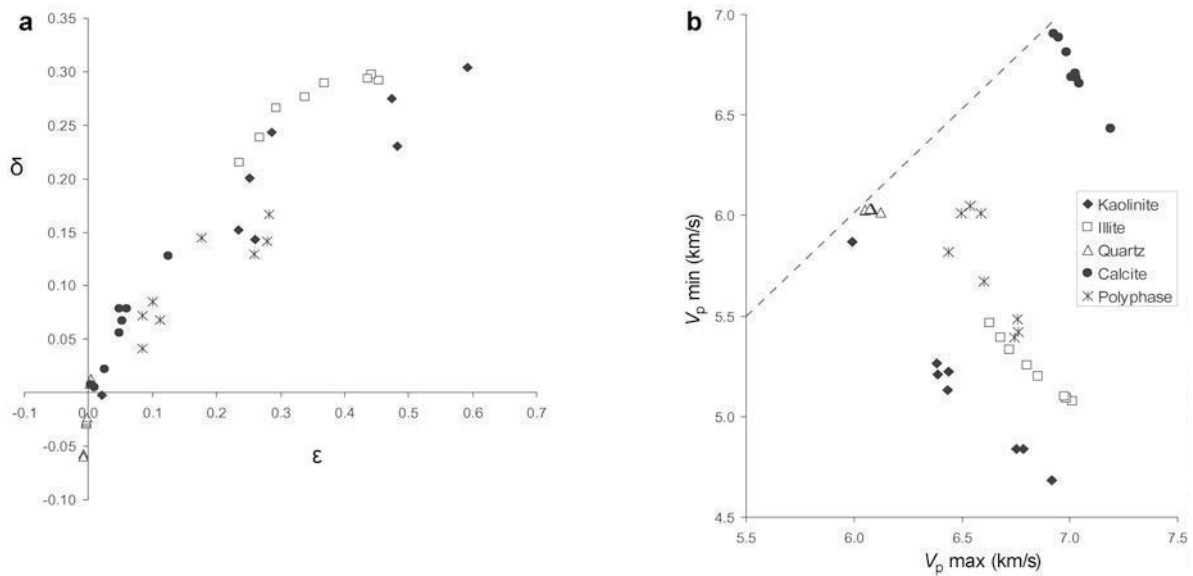 a
0.35
0.30
0.25
δ
0.20
0.15
0.10
0.05
-0.1
0.0
0.1
0.2
0.3
0.4
0.5
0.6
0.7
-0.05
ε
-0.10
b
7.0
6.5
Kaolinite
Illite
Quartz
Calcite
Polyphase
6.0
Vp min (km/s)
5.5
5.0
4.5
5.5
6.0
6.5
7.0
7.5
Vp max (km/s)